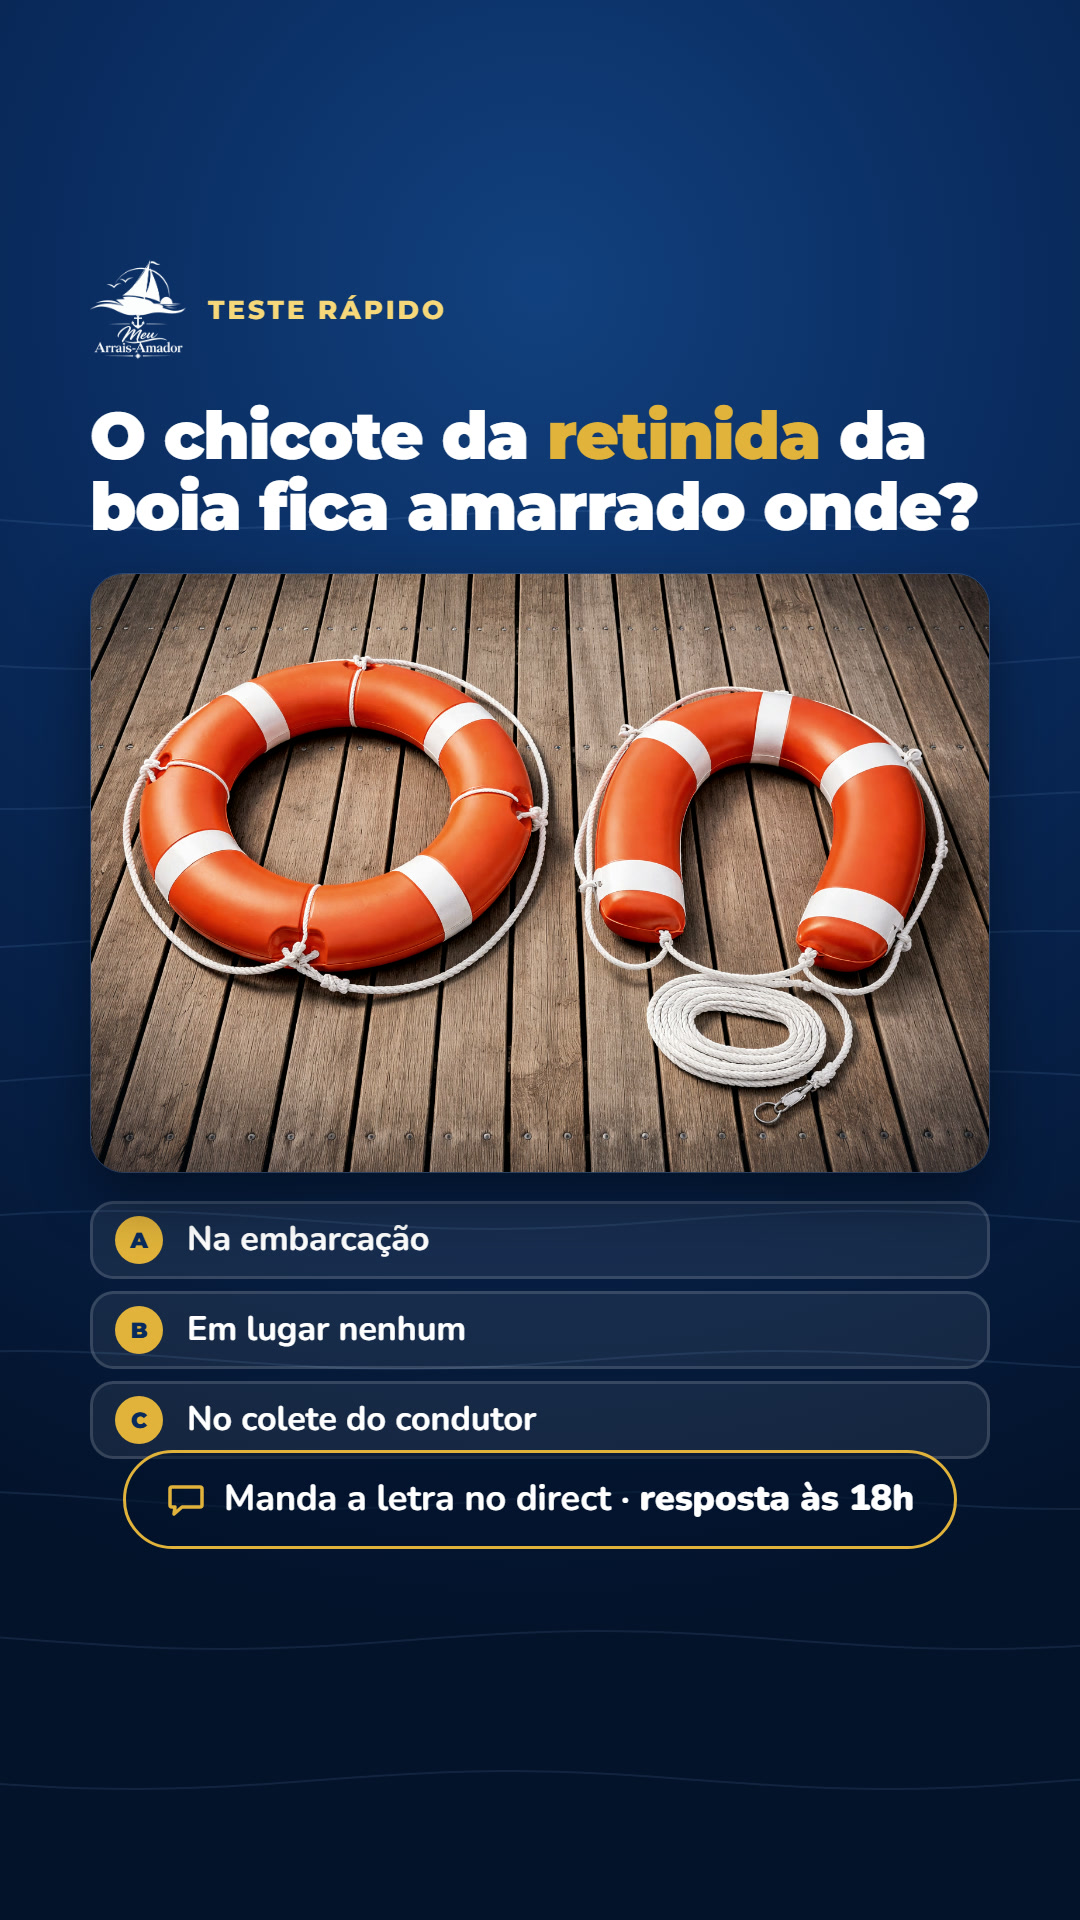 Meu
Arrais-Amador
TESTE RÁPIDO
O chicote da retinida da
boia fica amarrado onde?
A Na embarcação
B Em lugar nenhum
C No colete do condutor
Manda a letra no direct · resposta às 18h